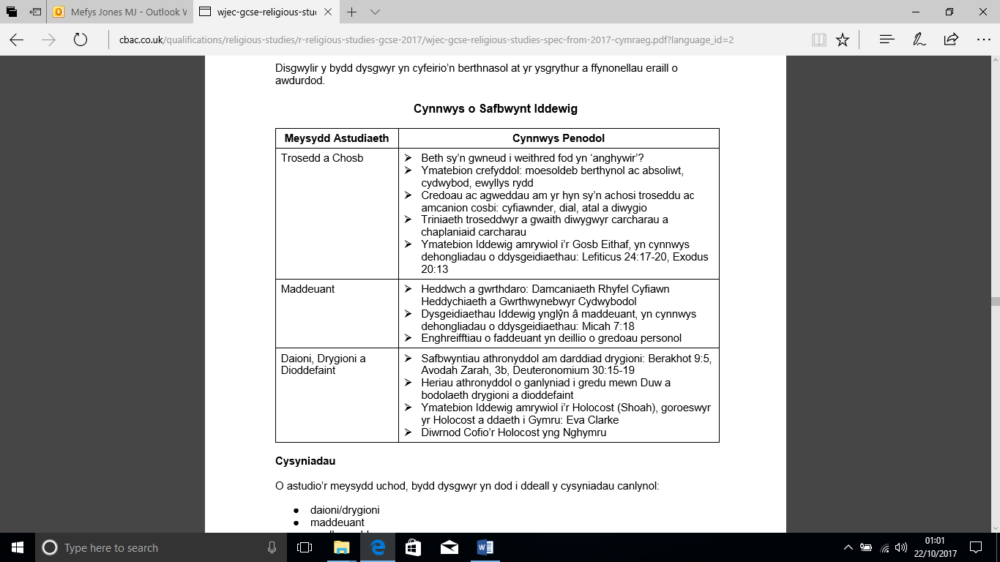 Mefys Jones MJ - Outlook W
wjec-gcse-religious-stu
cbac.co.uk/qualifications/religious-studies/r-religious-studies-gcse-2017/wjec-gcse-religious-studies-spec-from-2017-cymraeg.pdf?language_id=2
Disgwylir y bydd dysgwyr yn cyfeirio'n berthnasol at yr ysgrythur a ffynonellau eraill o
awdurdod.
Cynnwys o Safbwynt Iddewig
Meysydd Astudiaeth
Cynnwys Penodol
Trosedd a Chosb
➢ Beth sy'n gwneud i weithred fod yn 'anghywir'?
➢ Ymatebion crefyddol: moesoldeb berthynol ac absoliwt,
cydwybod, ewyllys rydd
➢ Credoau ac agweddau am yr hyn sy'n achosi troseddu ac
amcanion cosbi: cyfiawnder, dial, atal a diwygio
➢ Triniaeth troseddwyr a gwaith diwygwyr carcharau a
chaplaniaid carcharau
➢ Ymatebion Iddewig amrywiol i'r Gosb Eithaf, yn cynnwys
dehongliadau o ddysgeidiaethau: Lefiticus 24:17-20, Exodus
20:13
Maddeuant
➢ Heddwch a gwrthdaro: Damcaniaeth Rhyfel Cyfiawn
Heddychiaeth a Gwrthwynebwyr Cydwybodol
➢ Dysgeidiaethau Iddewig ynglŷn â maddeuant, yn cynnwys
dehongliadau o ddysgeidiaethau: Micah 7:18
➢ Enghreifftiau o faddeuant yn deillio o gredoau personol
Daioni, Drygioni a
Dioddefaint
➢ Safbwyntiau athronyddol am darddiad drygioni: Berakhot 9:5,
Avodah Zarah, 3b, Deuteronomium 30:15-19
➢ Heriau athronyddol o ganlyniad i gredu mewn Duw a
bodolaeth drygioni a dioddefaint
➢ Ymatebion Iddewig amrywiol i'r Holocost (Shoah), goroeswyr
yr Holocost a ddaeth i Gymru: Eva Clarke
➢ Diwrnod Cofio'r Holocost yng Nghymru
Cysyniadau
O astudio'r meysydd uchod, bydd dysgwyr yn dod i ddeall y cysyniadau canlynol:
● daioni/drygioni
● maddeuant
Type here to search
01:01
22/10/2017